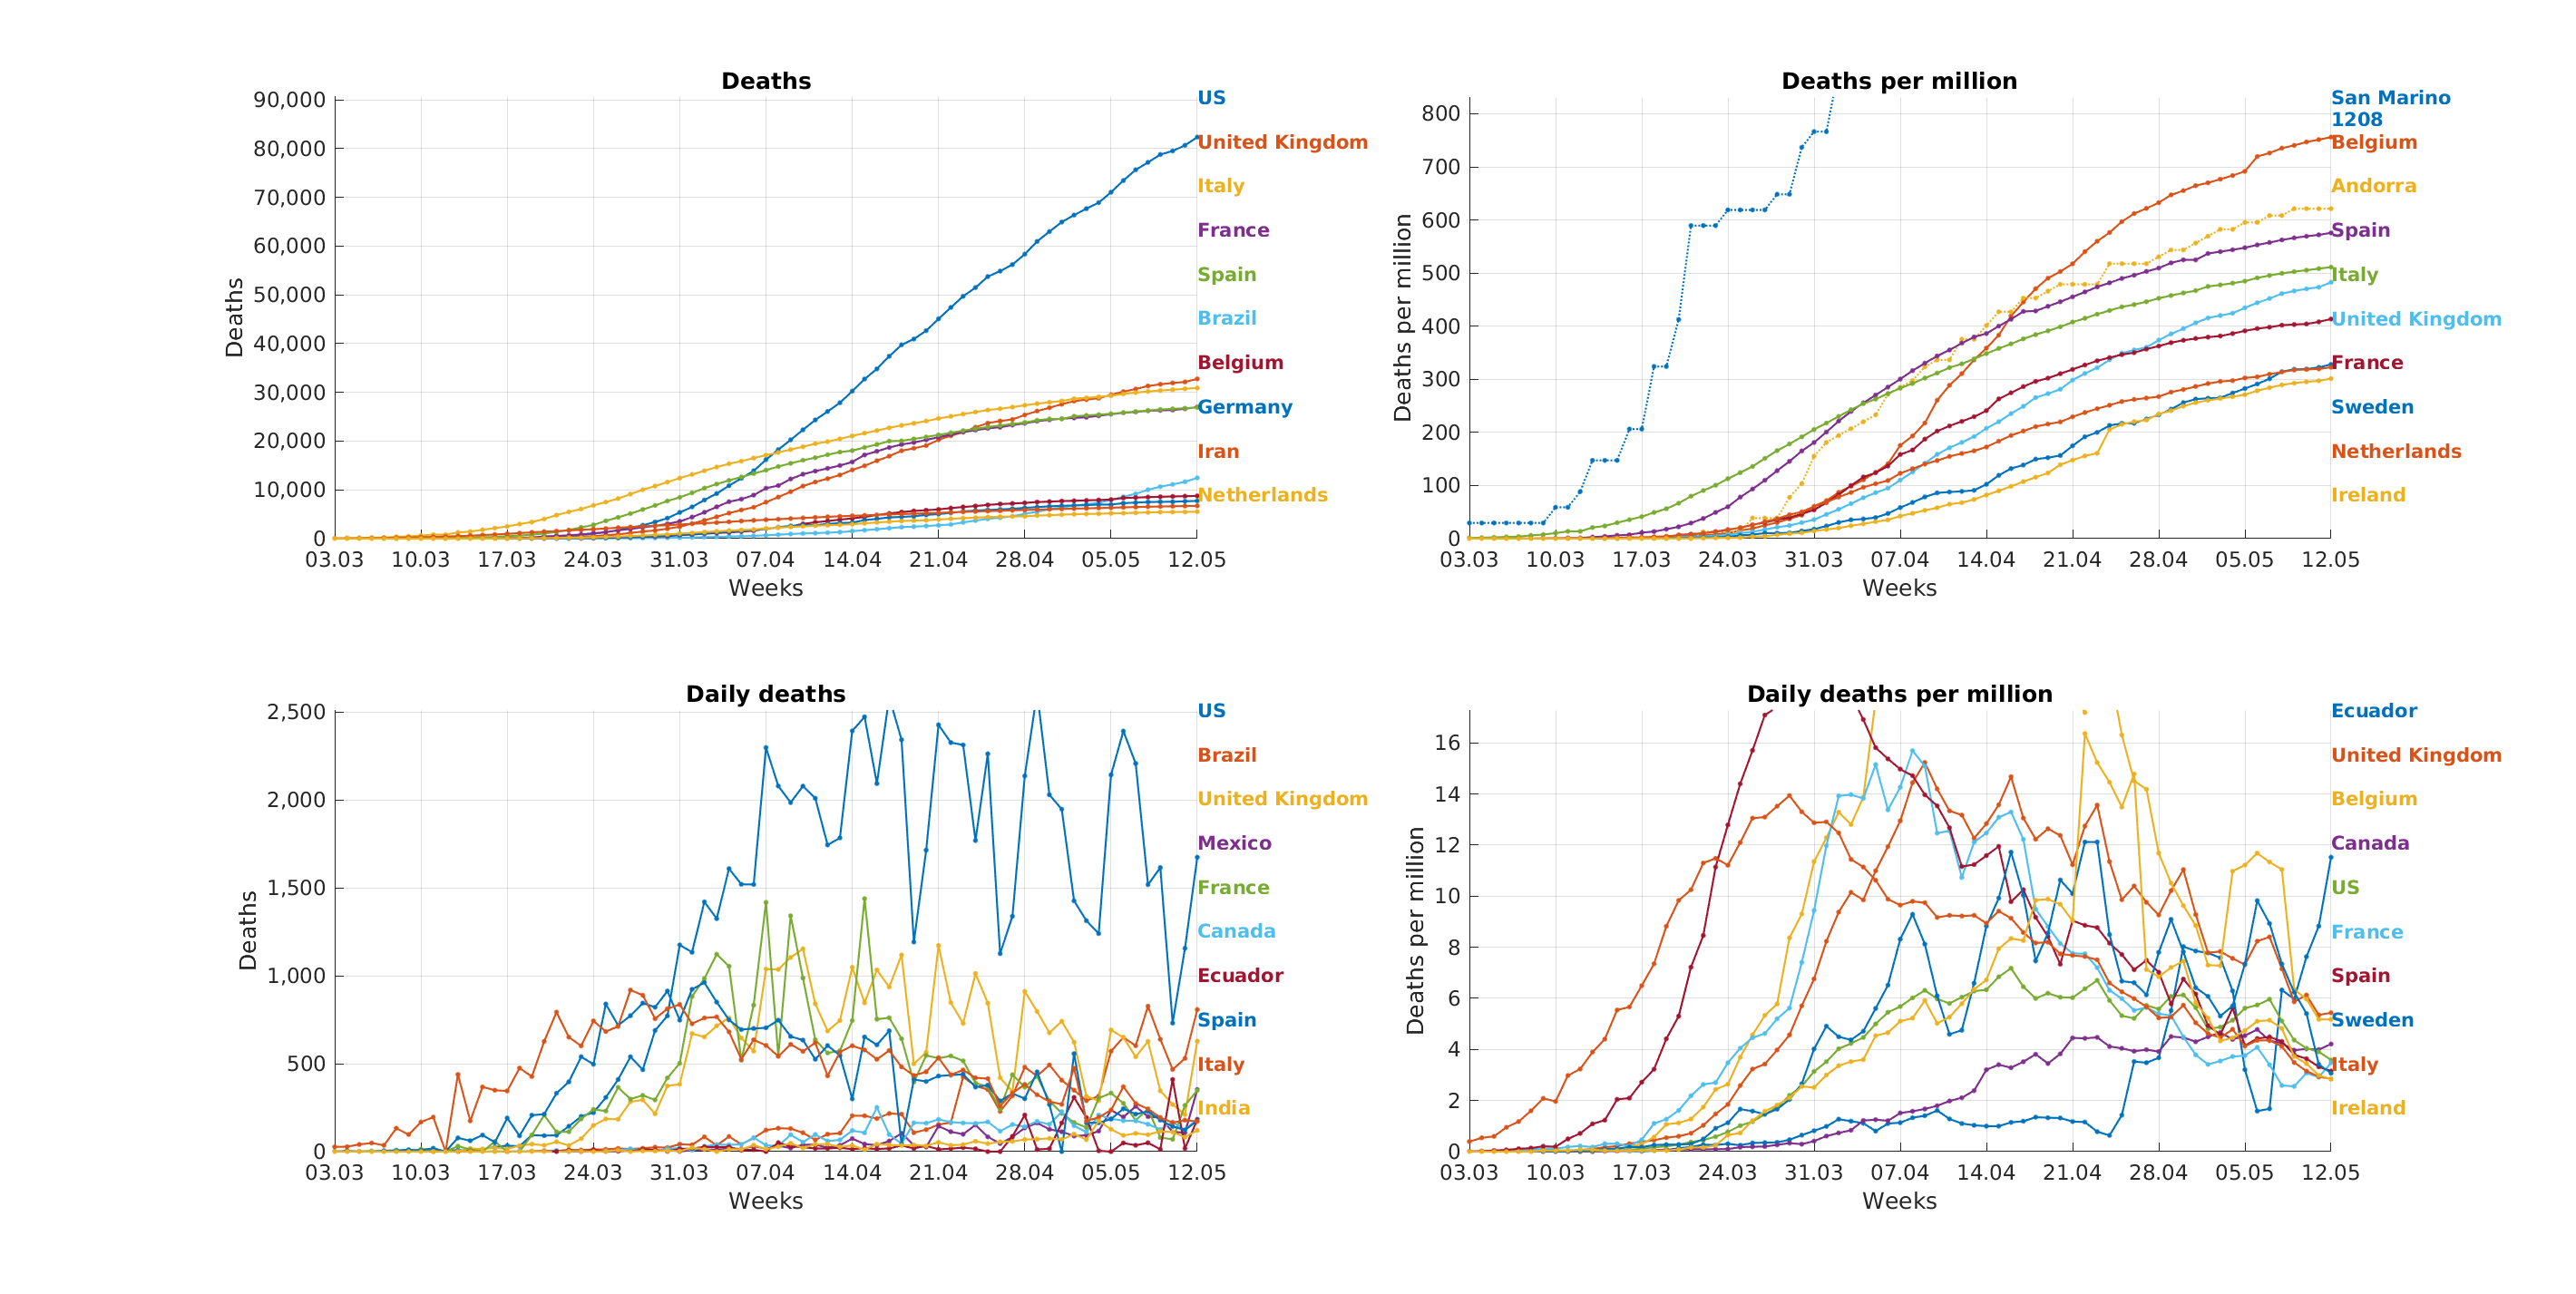 Deaths
90,000
80,000
70,000
60,000
50,000
40,000
30,000
20,000
10,000
0
Deaths
03.03 10.03 17.03 24.03 31.03 07.04 14.04 21.04 28.04 05.05 12.05
Weeks
US
United Kingdom
Italy
France
Spain
Brazil
Belgium
Germany
Iran
Netherlands
Deaths per million
800
700
600
500
400
300
200
100
0
Deaths per million
03.03 10.03 17.03 24.03 31.03 07.04 14.04 21.04 28.04 05.05 12.05
Weeks
San Marino
1208
Belgium
Andorra
Spain
Italy
United Kingdom
France
Sweden
Netherlands
Ireland
Daily deaths
2,500
2,000
1,500
1,000
500
0
Deaths
03.03 10.03 17.03 24.03 31.03 07.04 14.04 21.04 28.04 05.05 12.05
Weeks
US
Brazil
United Kingdom
Mexico
France
Canada
Ecuador
Spain
Italy
India
Daily deaths per million
16
14
12
10
8
6
4
2
0
Deaths per million
03.03 10.03 17.03 24.03 31.03 07.04 14.04 21.04 28.04 05.05 12.05
Weeks
Ecuador
United Kingdom
Belgium
Canada
US
France
Spain
Sweden
Italy
Ireland